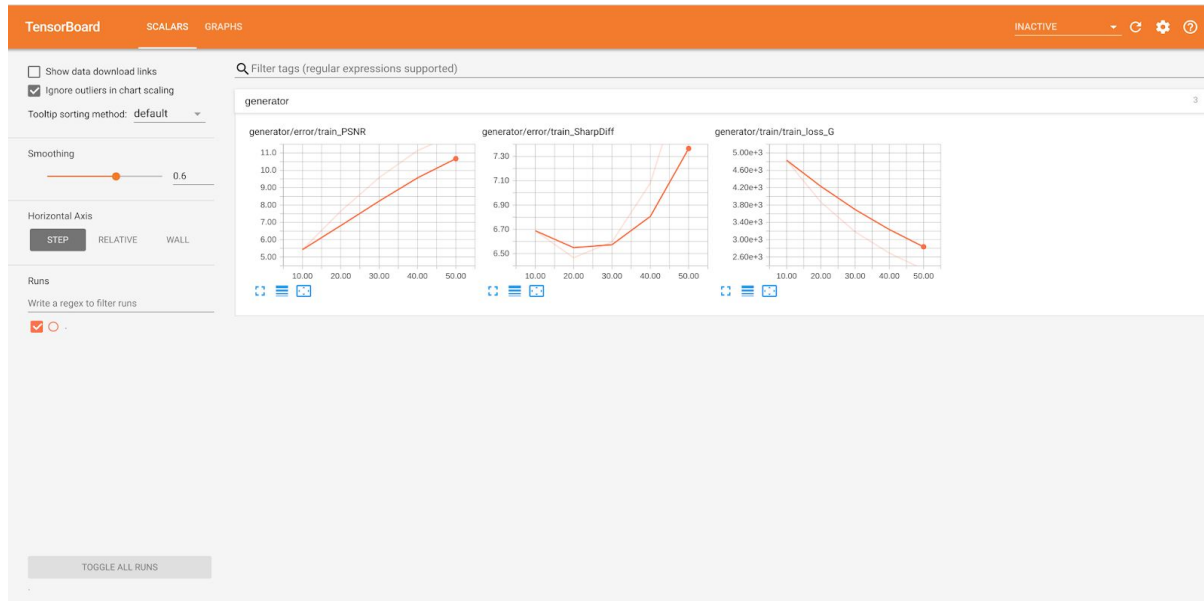 TensorBoard SCALARS GRAPHS INACTIVE
Show data download links
Ignore outliers in chart scaling
Tooltip sorting method: default
Smoothing
0.6
Horizontal Axis
STEP RELATIVE WALL
Runs
Write a regex to filter runs
.
TOGGLE ALL RUNS
.
Filter tags (regular expressions supported)
generator 3
generator/error/train_PSNR
11.0
10.0
9.00
8.00
7.00
6.00
5.00
10.00 20.00 30.00 40.00 50.00
generator/error/train_SharpDiff
7.30
7.10
6.90
6.70
6.50
10.00 20.00 30.00 40.00 50.00
generator/train/train_loss_G
5.00e+3
4.60e+3
4.20e+3
3.80e+3
3.40e+3
3.00e+3
2.60e+3
10.00 20.00 30.00 40.00 50.00